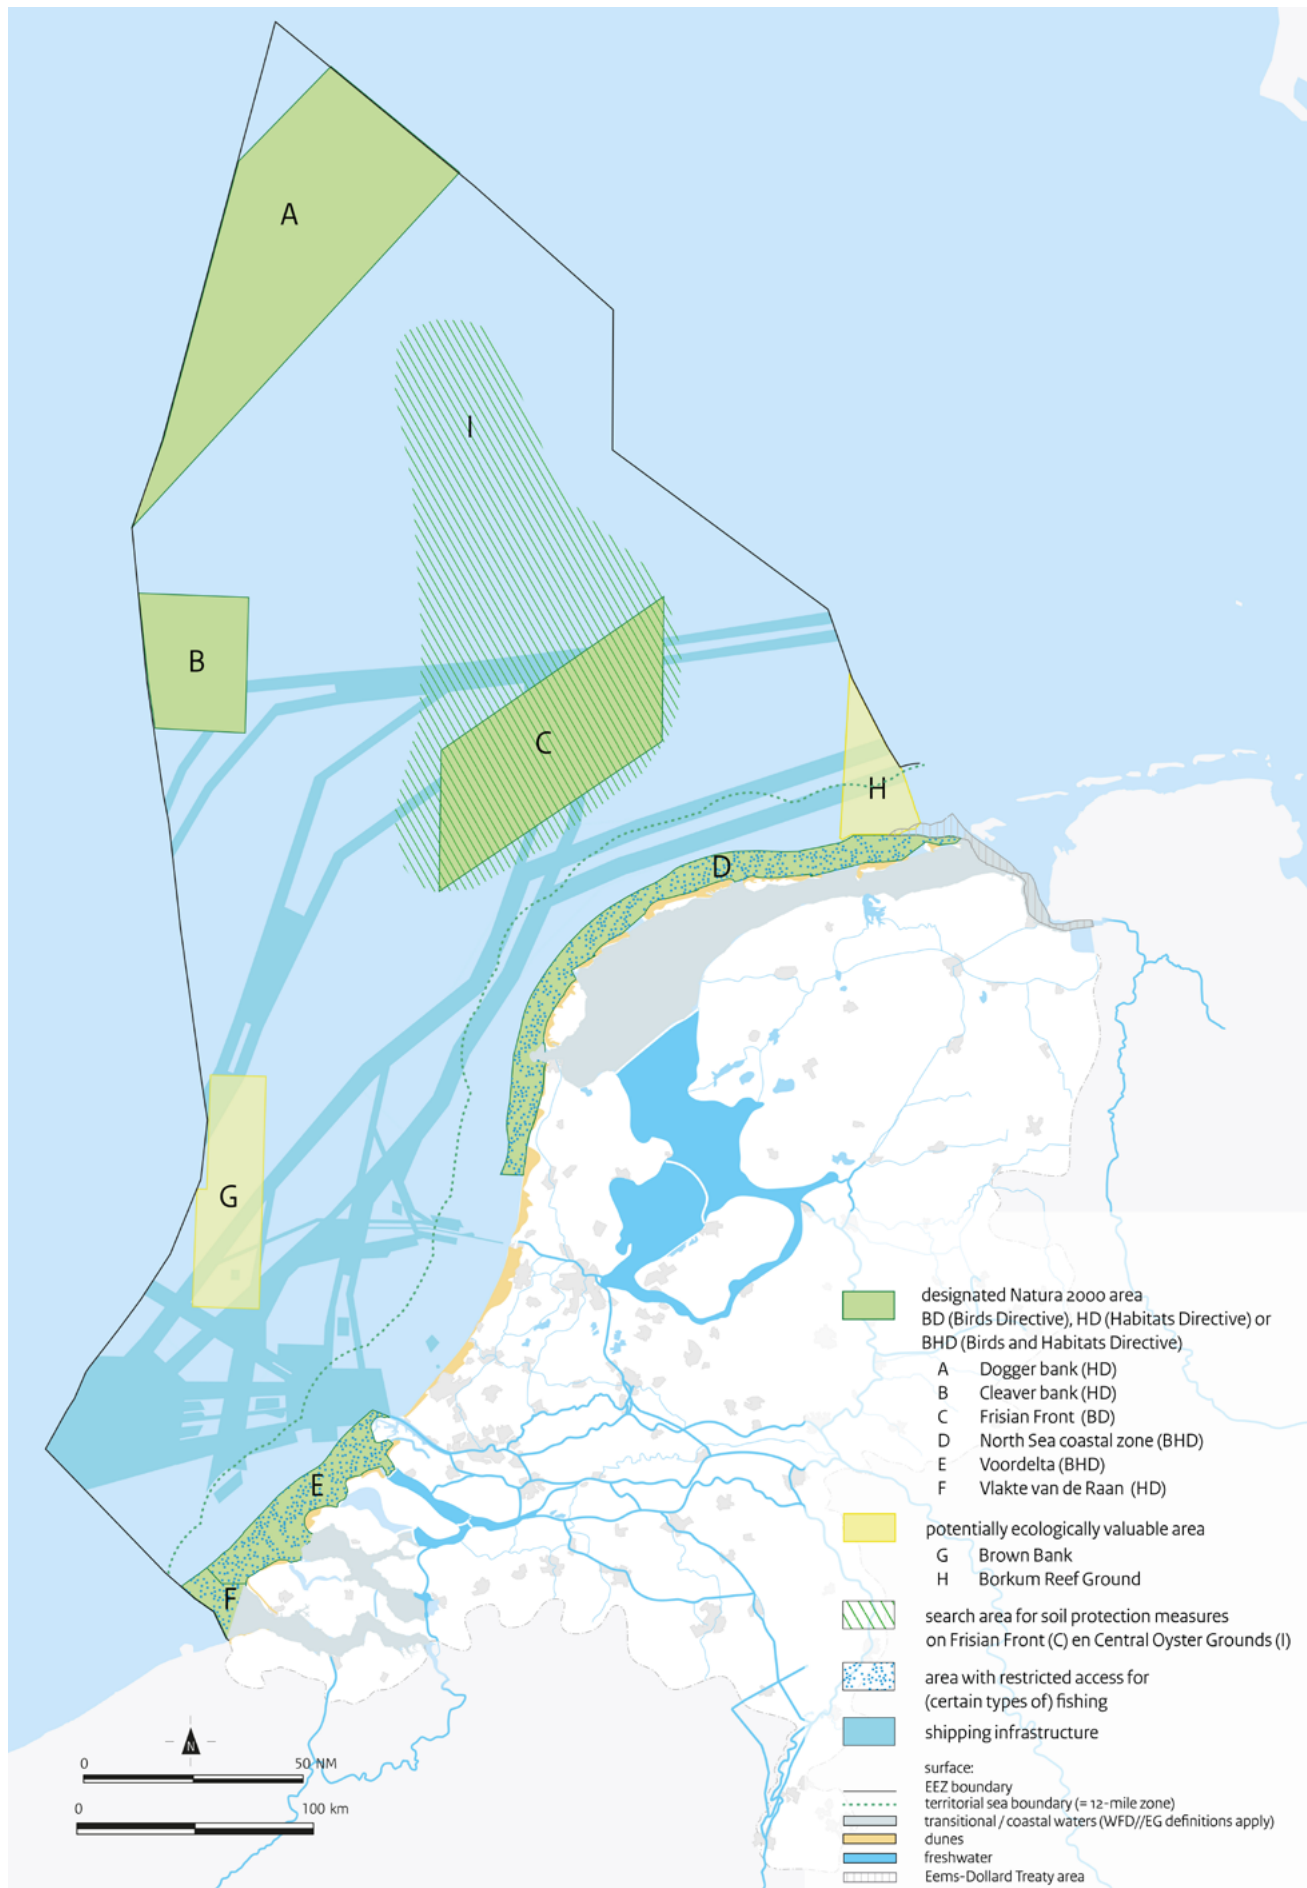 A
I
B
C
H
D
G
E
F
designated Natura 2000 area
BD (Birds Directive), HD (Habitats Directive) or
BHD (Birds and Habitats Directive)
A Dogger bank (HD)
B Cleaver bank (HD)
C Frisian Front (BD)
D North Sea coastal zone (BHD)
E Voordelta (BHD)
F Vlakte van de Raan (HD)
potentially ecologically valuable area
G Brown Bank
H Borkum Reef Ground
search area for soil protection measures
on Frisian Front (C) en Central Oyster Grounds (I)
area with restricted access for
(certain types of) fishing
shipping infrastructure
surface:
EEZ boundary
territorial sea boundary (= 12-mile zone)
transitional / coastal waters (WFD//EG definitions apply)
dunes
freshwater
Eems-Dollard Treaty area
N
0 50 NM
0 100 km